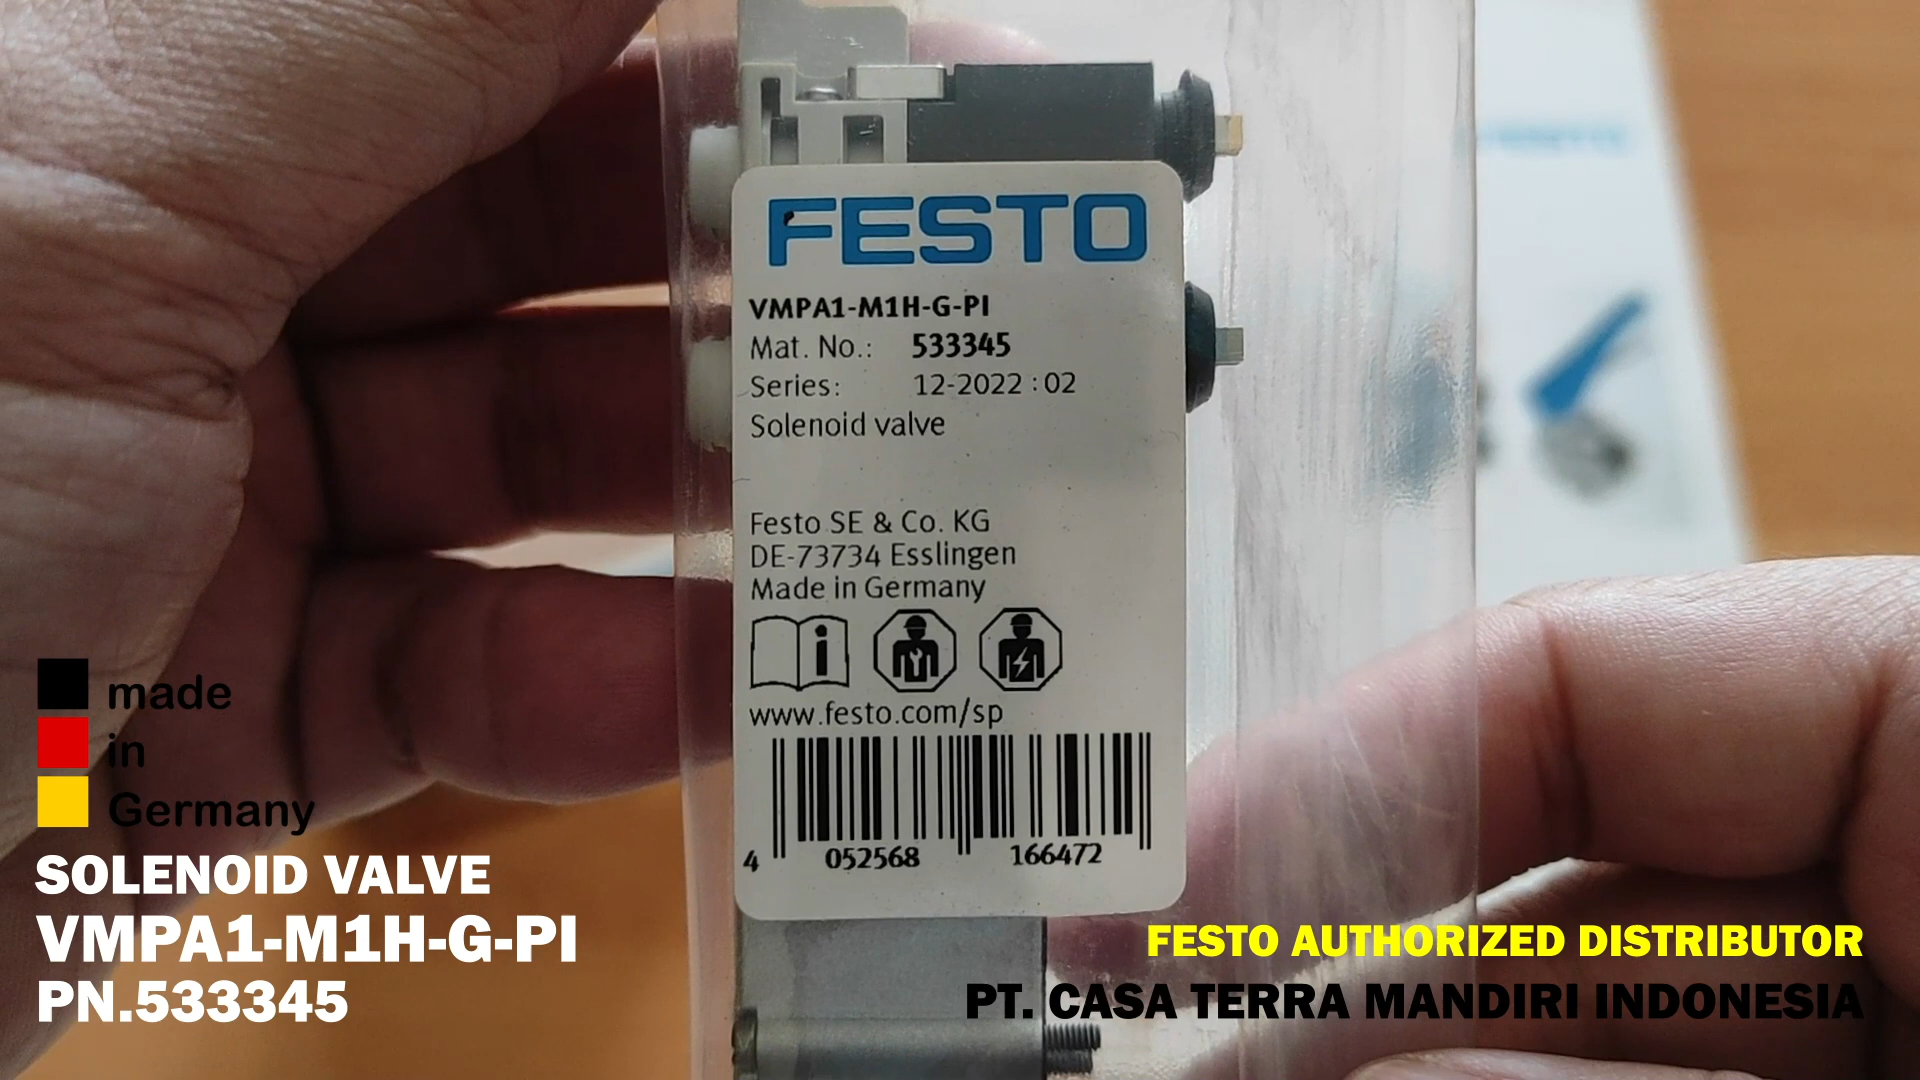 FESTO
VMPA1-M1H-G-PI
Mat. No.: 533345
Series: 12-2022 : 02
Solenoid valve
Festo SE & Co. KG
DE-73734 Esslingen
Made in Germany
www.festo.com/sp
4 052568 166472
made
in
Germany
SOLENOID VALVE
VMPA1-M1H-G-PI
PN.533345
FESTO AUTHORIZED DISTRIBUTOR
PT. CASA TERRA MANDIRI INDONESIA